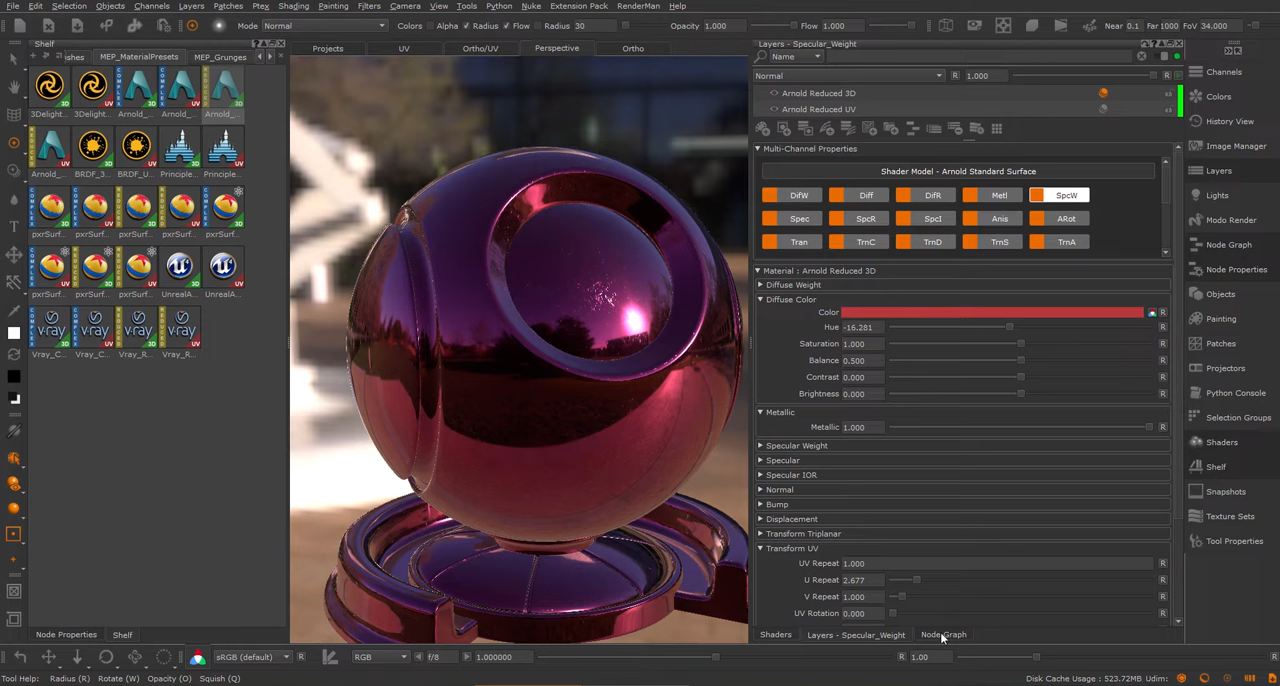 File Edit Selection Objects Channels Layers Patches Ptex Shading Painting Filters Camera View Tools Python Nuke Extension Pack RenderMan Help
Mode Normal Colors Alpha Radius Flow Radius 30 Opacity 1.000 Flow 1.000 Near 0.1 Far 1000 FoV 34.000
Shelf
shes MEP_MaterialPresets MEP_Grunges
3Delight... 3Delight... Arnold_... Arnold_... Arnold_...
Arnold_... BRDF_3... BRDF_U... Principle... Principle...
pxrSurf... pxrSurf... pxrSurf... pxrSurf... pxrSurf...
pxrSurf... pxrSurf... pxrSurf... UnrealA... UnrealA...
Vray_C... Vray_C... Vray_R... Vray_R...
Node Properties Shelf
Projects UV Ortho/UV Perspective Ortho
Layers - Specular_Weight
Name
Normal R 1.000 R
Arnold Reduced 3D
Arnold Reduced UV
Multi-Channel Properties
Shader Model - Arnold Standard Surface
DifW Diff DifR Metl SpcW
Spec SpcR SpcI Anis ARot
Tran TrnC TrnD TrnS TrnA
Material : Arnold Reduced 3D
Diffuse Weight
Diffuse Color
Color R
Hue -16.281 R
Saturation 1.000 R
Balance 0.500 R
Contrast 0.000 R
Brightness 0.000 R
Metallic
Metallic 1.000 R
Specular Weight
Specular
Specular IOR
Normal
Bump
Displacement
Transform Triplanar
Transform UV
UV Repeat 1.000 R
U Repeat 2.677 R
V Repeat 1.000 R
UV Rotation 0.000 R
Shaders Layers - Specular_Weight Node Graph
Channels
Colors
History View
Image Manager
Layers
Lights
Modo Render
Node Graph
Node Properties
Objects
Painting
Patches
Projectors
Python Console
Selection Groups
Shaders
Shelf
Snapshots
Texture Sets
Tool Properties
sRGB (default) R RGB f/8 1.000000 R 1.00 R
Tool Help: Radius (R) Rotate (W) Opacity (O) Squish (Q) Disk Cache Usage : 523.72MB Udim: